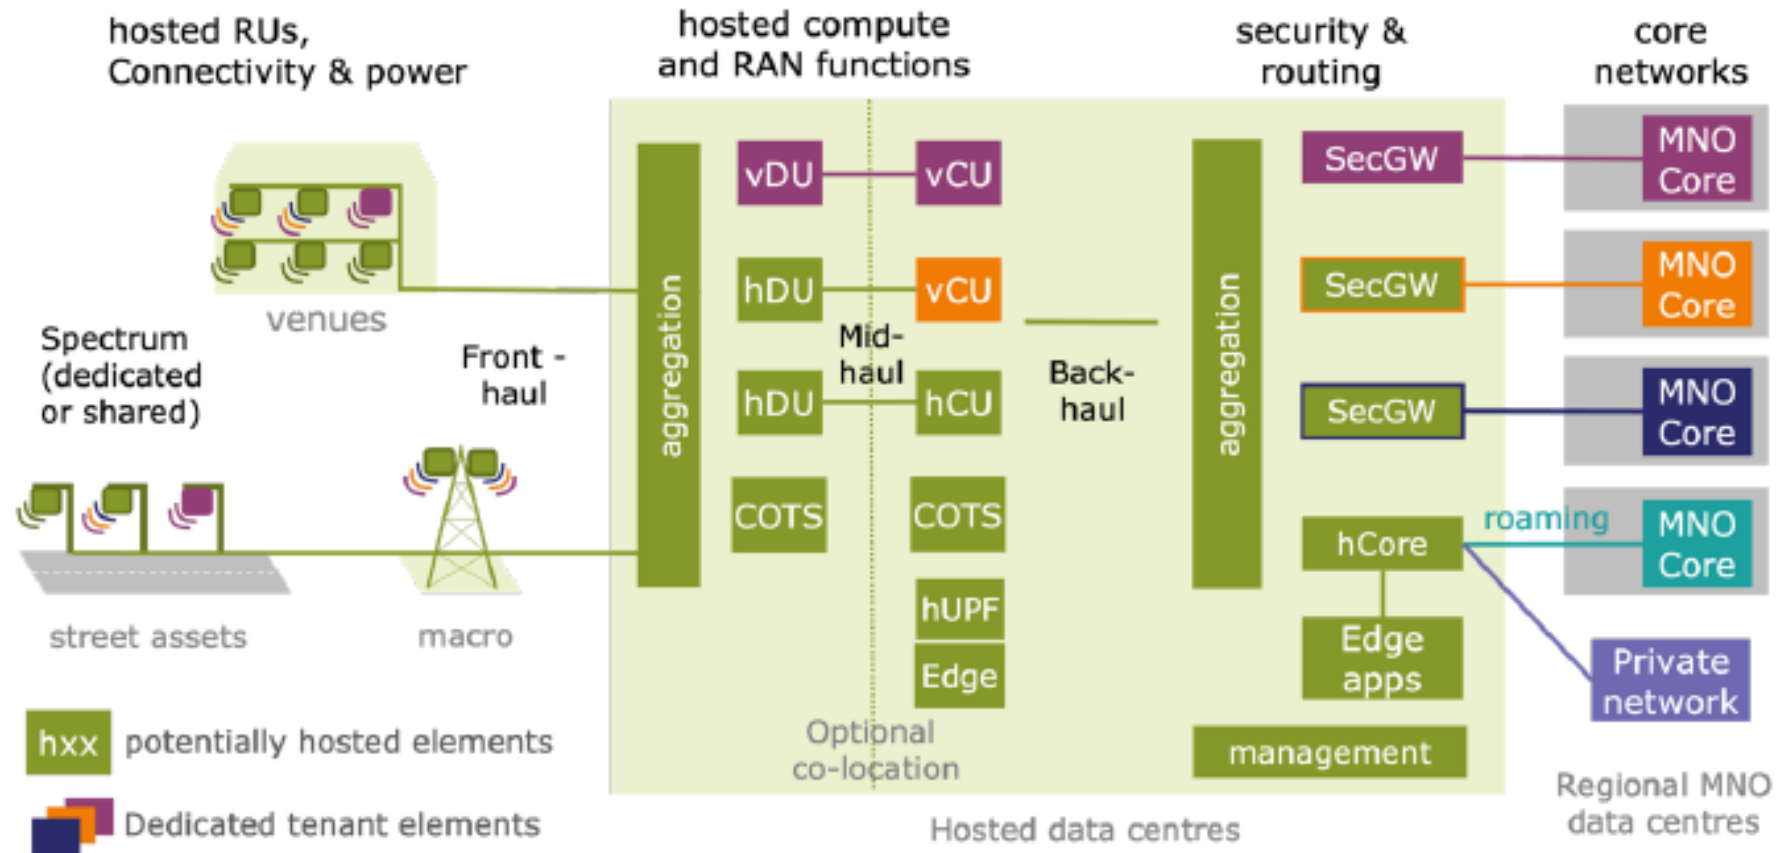 hosted RUs,
Connectivity & power
hosted compute
and RAN functions
security &
routing
core
networks
venues
Spectrum
(dedicated
or shared)
Front -
haul
street assets
macro
aggregation
vDU
vCU
hDU
vCU
Mid-
haul
hDU
hCU
COTS
COTS
hUPF
Edge
Optional
co-location
Back-
haul
aggregation
SecGW
SecGW
SecGW
hCore
Edge
apps
management
roaming
MNO
Core
MNO
Core
MNO
Core
MNO
Core
Private
network
hxx
potentially hosted elements
Dedicated tenant elements
Hosted data centres
Regional MNO
data centres